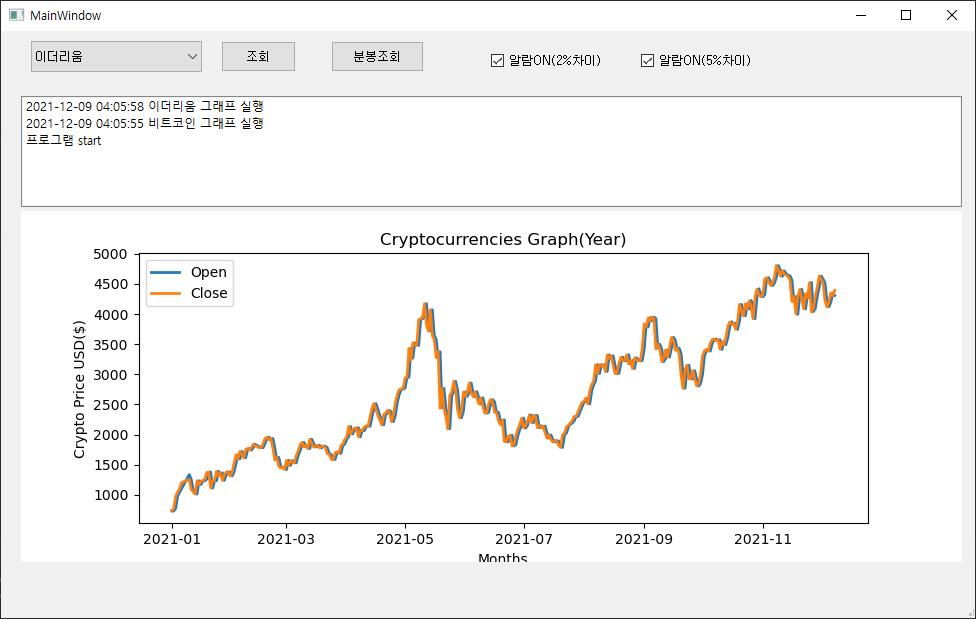 MainWindow
이더리움
조회
분봉조회
알람ON(2%차이)
알람ON(5%차이)
2021-12-09 04:05:58 이더리움 그래프 실행
2021-12-09 04:05:55 비트코인 그래프 실행
프로그램 start
Cryptocurrencies Graph(Year)
Open
Close
Crypto Price USD($)
5000
4500
4000
3500
3000
2500
2000
1500
1000
2021-01
2021-03
2021-05
2021-07
2021-09
2021-11
Months